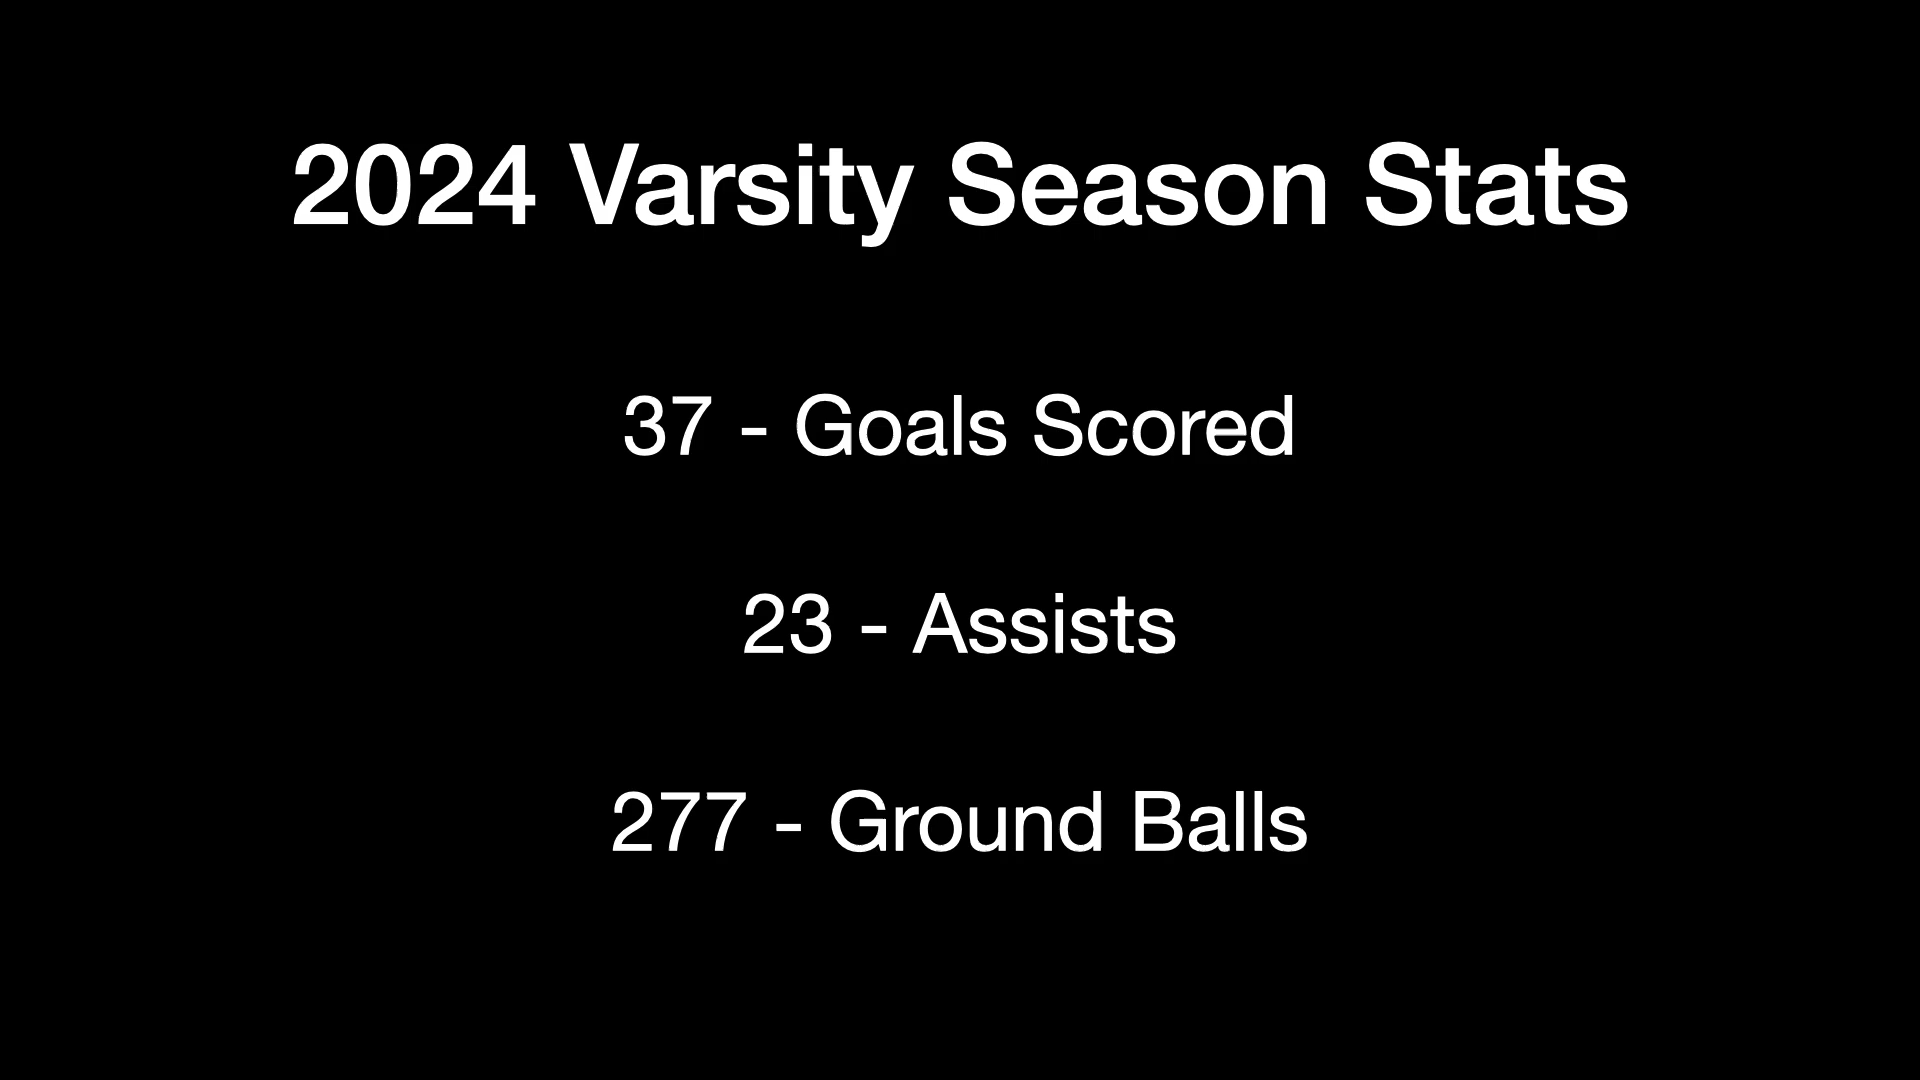 2024 Varsity Season Stats
37 - Goals Scored
23 - Assists
277 - Ground Balls